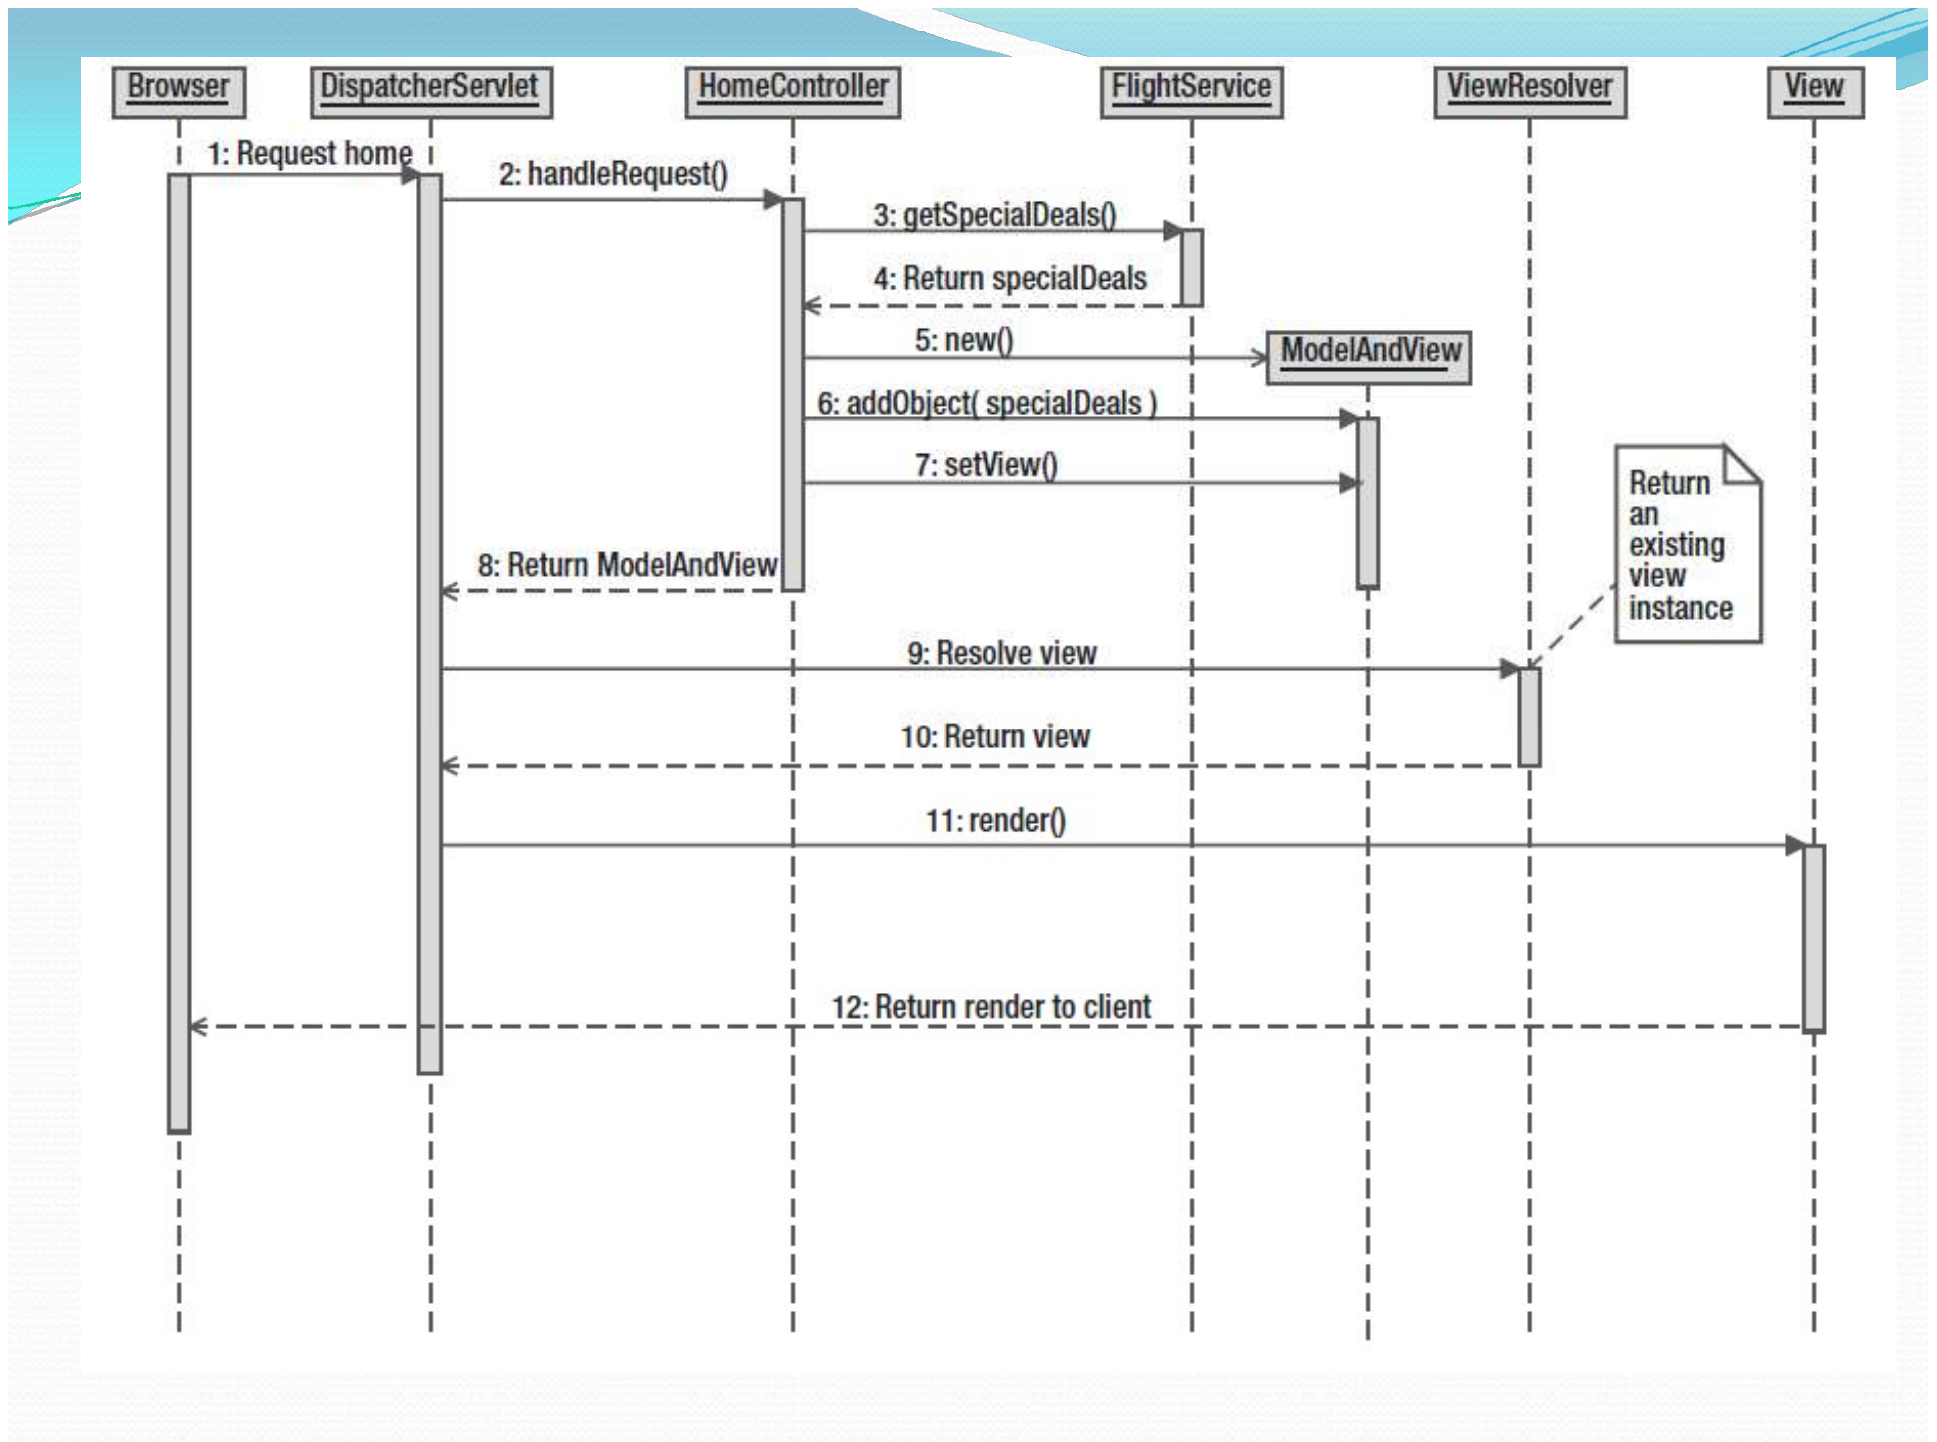 Browser
DispatcherServlet
HomeController
FlightService
ViewResolver
View
1: Request home
2: handleRequest()
3: getSpecialDeals()
4: Return specialDeals
5: new()
ModelAndView
6: addObject( specialDeals )
7: setView()
Return
an
existing
view
instance
8: Return ModelAndView
9: Resolve view
10: Return view
11: render()
12: Return render to client